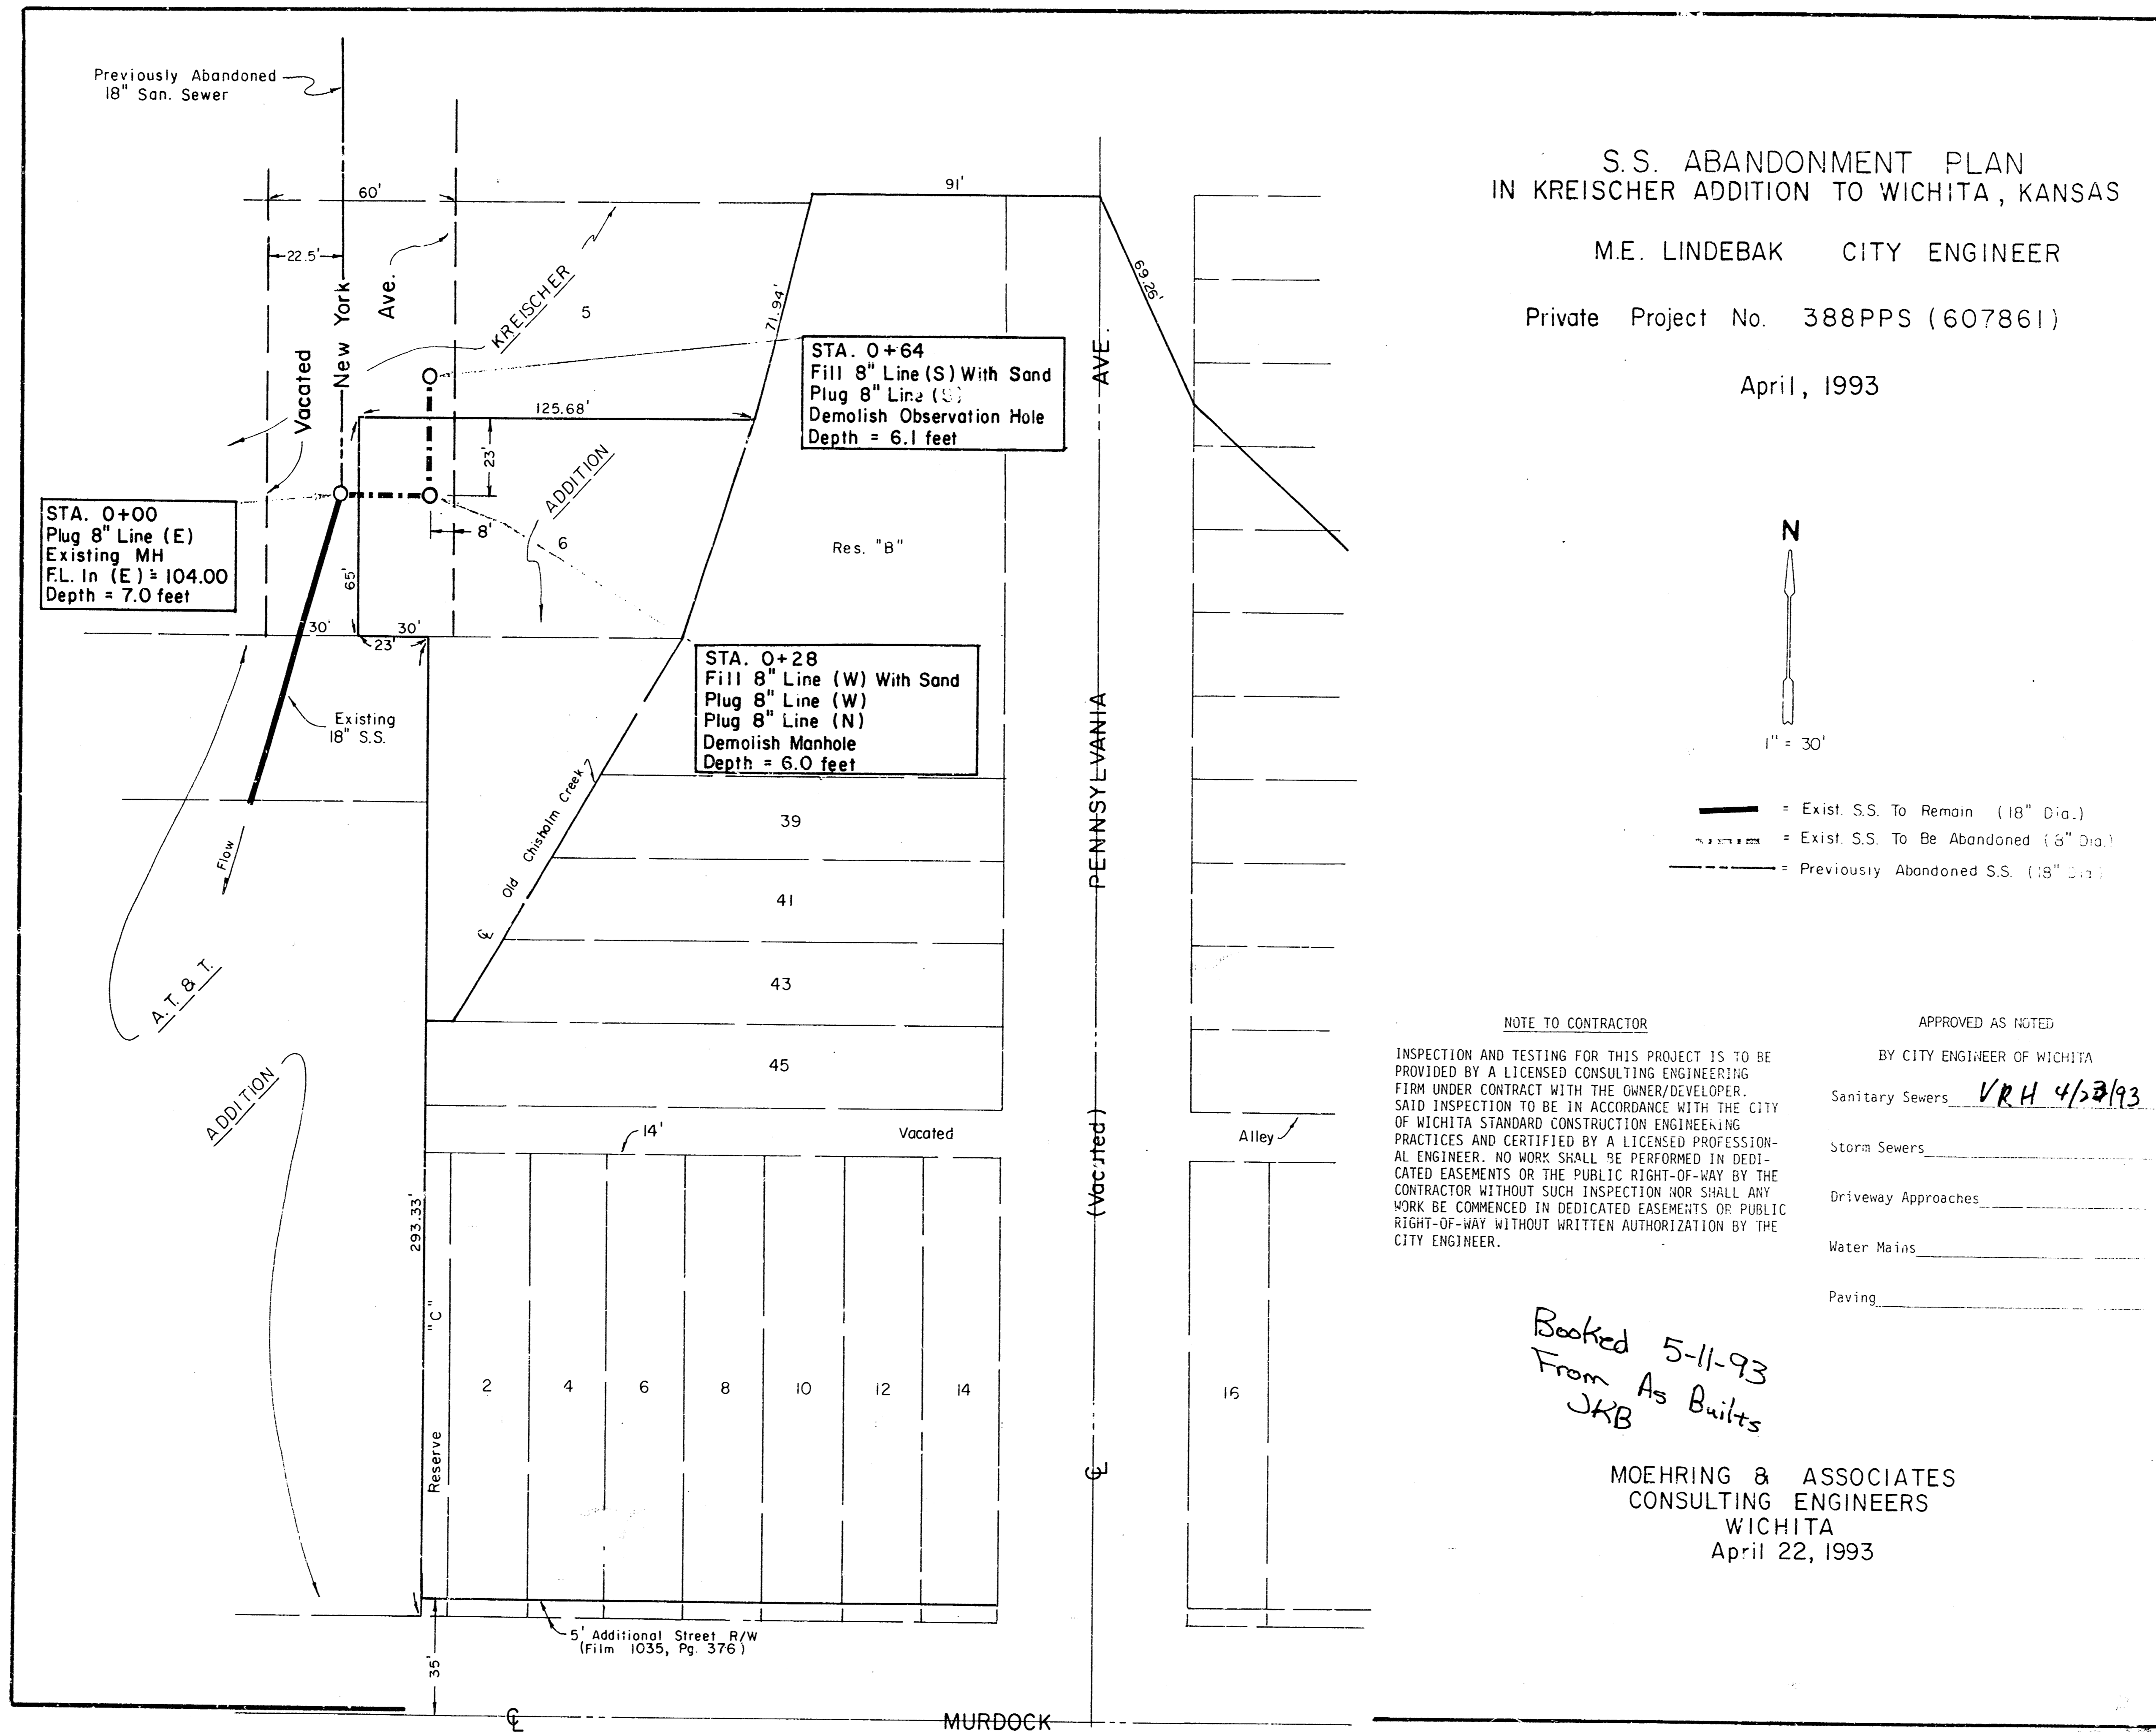 Previously Abandoned
18" San. Sewer
60'
22.5'
Vacated
New York
Ave.
KREISCHER
5
91'
71.94'
69.26'
STA. 0+64
Fill 8" Line (S) With Sand
Plug 8" Line (S)
Demolish Observation Hole
Depth = 6.1 feet
125.68'
23'
ADDITION
8'
6
Res. "B"
STA. 0+00
Plug 8" Line (E)
Existing MH
F.L. In (E) = 104.00
Depth = 7.0 feet
65'
30'
30'
23'
STA. 0+28
Fill 8" Line (W) With Sand
Plug 8" Line (W)
Plug 8" Line (N)
Demolish Manhole
Depth = 6.0 feet
Existing
18" S.S.
Flow
℄ Old Chisholm Creek
39
41
43
45
A.T. & T.
ADDITION
14'
Vacated
Alley
293.33'
Reserve "C"
2
4
6
8
10
12
14
16
℄ (Vacated) PENNSYLVANIA AVE.
5' Additional Street R/W
(Film 1035, Pg. 376)
35'
℄
MURDOCK
S.S. ABANDONMENT PLAN
IN KREISCHER ADDITION TO WICHITA, KANSAS
M.E. LINDEBAK CITY ENGINEER
Private Project No. 388PPS (607861)
April, 1993
N
1" = 30'
= Exist. S.S. To Remain (18" Dia.)
= Exist. S.S. To Be Abandoned (8" Dia.)
= Previously Abandoned S.S. (18" Dia.)
NOTE TO CONTRACTOR
INSPECTION AND TESTING FOR THIS PROJECT IS TO BE
PROVIDED BY A LICENSED CONSULTING ENGINEERING
FIRM UNDER CONTRACT WITH THE OWNER/DEVELOPER.
SAID INSPECTION TO BE IN ACCORDANCE WITH THE CITY
OF WICHITA STANDARD CONSTRUCTION ENGINEERING
PRACTICES AND CERTIFIED BY A LICENSED PROFESSION-
AL ENGINEER. NO WORK SHALL BE PERFORMED IN DEDI-
CATED EASEMENTS OR THE PUBLIC RIGHT-OF-WAY BY THE
CONTRACTOR WITHOUT SUCH INSPECTION NOR SHALL ANY
WORK BE COMMENCED IN DEDICATED EASEMENTS OR PUBLIC
RIGHT-OF-WAY WITHOUT WRITTEN AUTHORIZATION BY THE
CITY ENGINEER.
APPROVED AS NOTED
BY CITY ENGINEER OF WICHITA
Sanitary Sewers VRH
Storm Sewers
Driveway Approaches
Water Mains
Paving
Booked 5-11-93
From As Builts
JKB
MOEHRING & ASSOCIATES
CONSULTING ENGINEERS
WICHITA
April 22, 1993